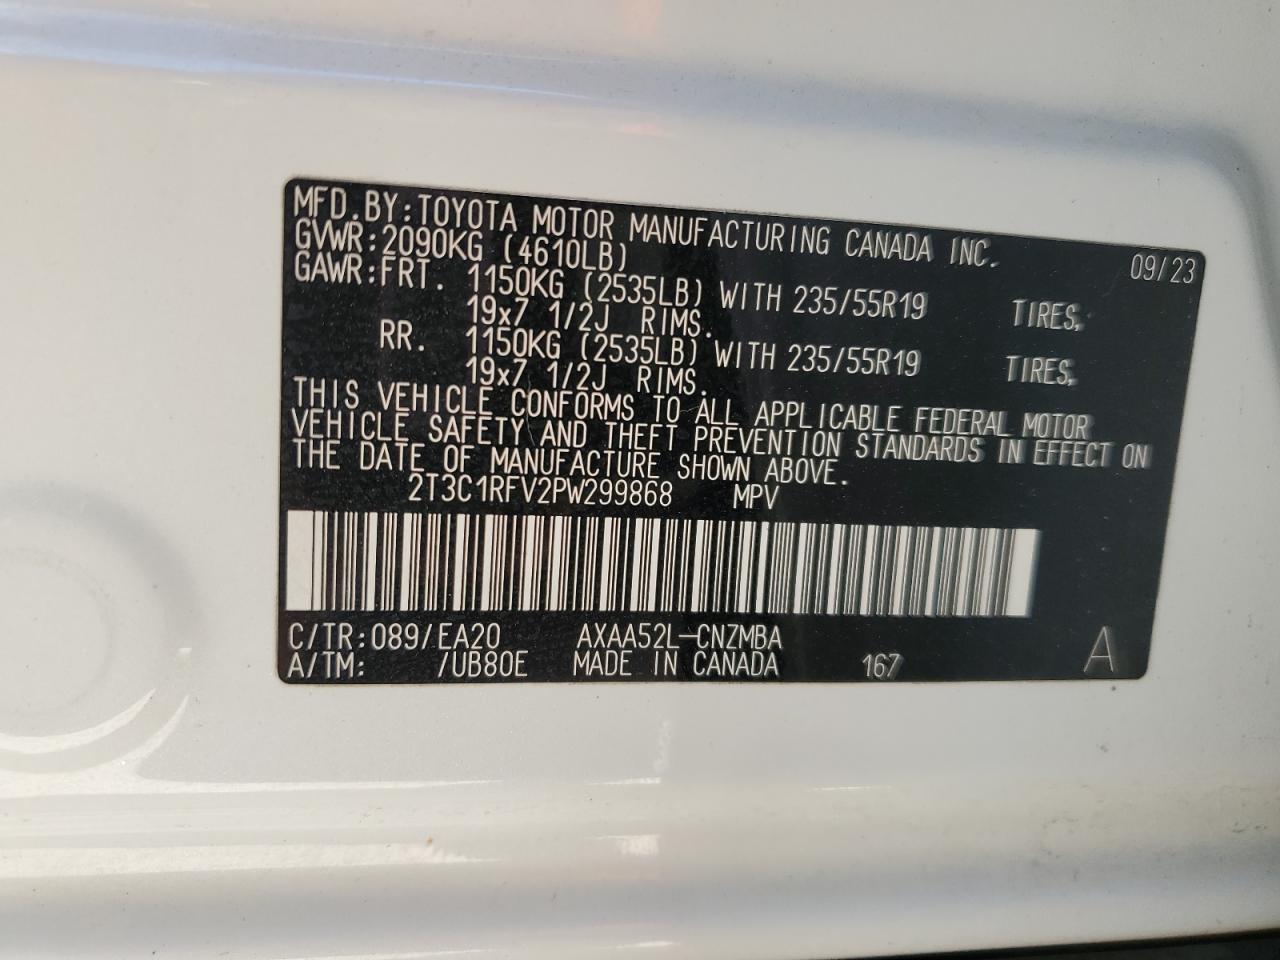 MFD.BY:TOYOTA MOTOR MANUFACTURING CANADA INC. 09/23
GVWR:2090KG (4610LB)
GAWR:FRT. 1150KG (2535LB) WITH 235/55R19 TIRES,
19x7 1/2J RIMS.
RR. 1150KG (2535LB) WITH 235/55R19 TIRES,
19x7 1/2J RIMS.
THIS VEHICLE CONFORMS TO ALL APPLICABLE FEDERAL MOTOR
VEHICLE SAFETY AND THEFT PREVENTION STANDARDS IN EFFECT ON
THE DATE OF MANUFACTURE SHOWN ABOVE.
2T3C1RFV2PW299868 MPV
C/TR:089/EA20 AXAA52L-CNZMBA
A/TM: /UB80E MADE IN CANADA 167 A